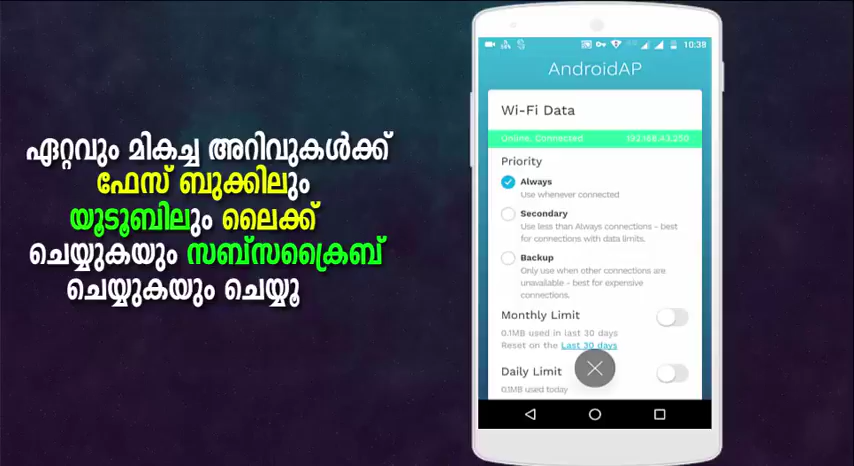 ഏറ്റവും മികച്ച അറിവുകൾക്ക്
ഫേസ് ബുക്കിലും
യൂടൂബിലും ലൈക്ക്
ചെയ്യുകയും സബ്സക്രൈബ്
ചെയ്യുകയും ചെയ്യൂ
10:38
AndroidAP
Wi-Fi Data
Online, Connected 192.168.43.250
Priority
Always
Use whenever connected
Secondary
Use less than Always connections - best
for connections with data limits.
Backup
Only use when other connections are
unavailable - best for expensive
connections.
Monthly Limit
0.1MB used in last 30 days
Reset on the Last 30 days
Daily Limit
0.1MB used today